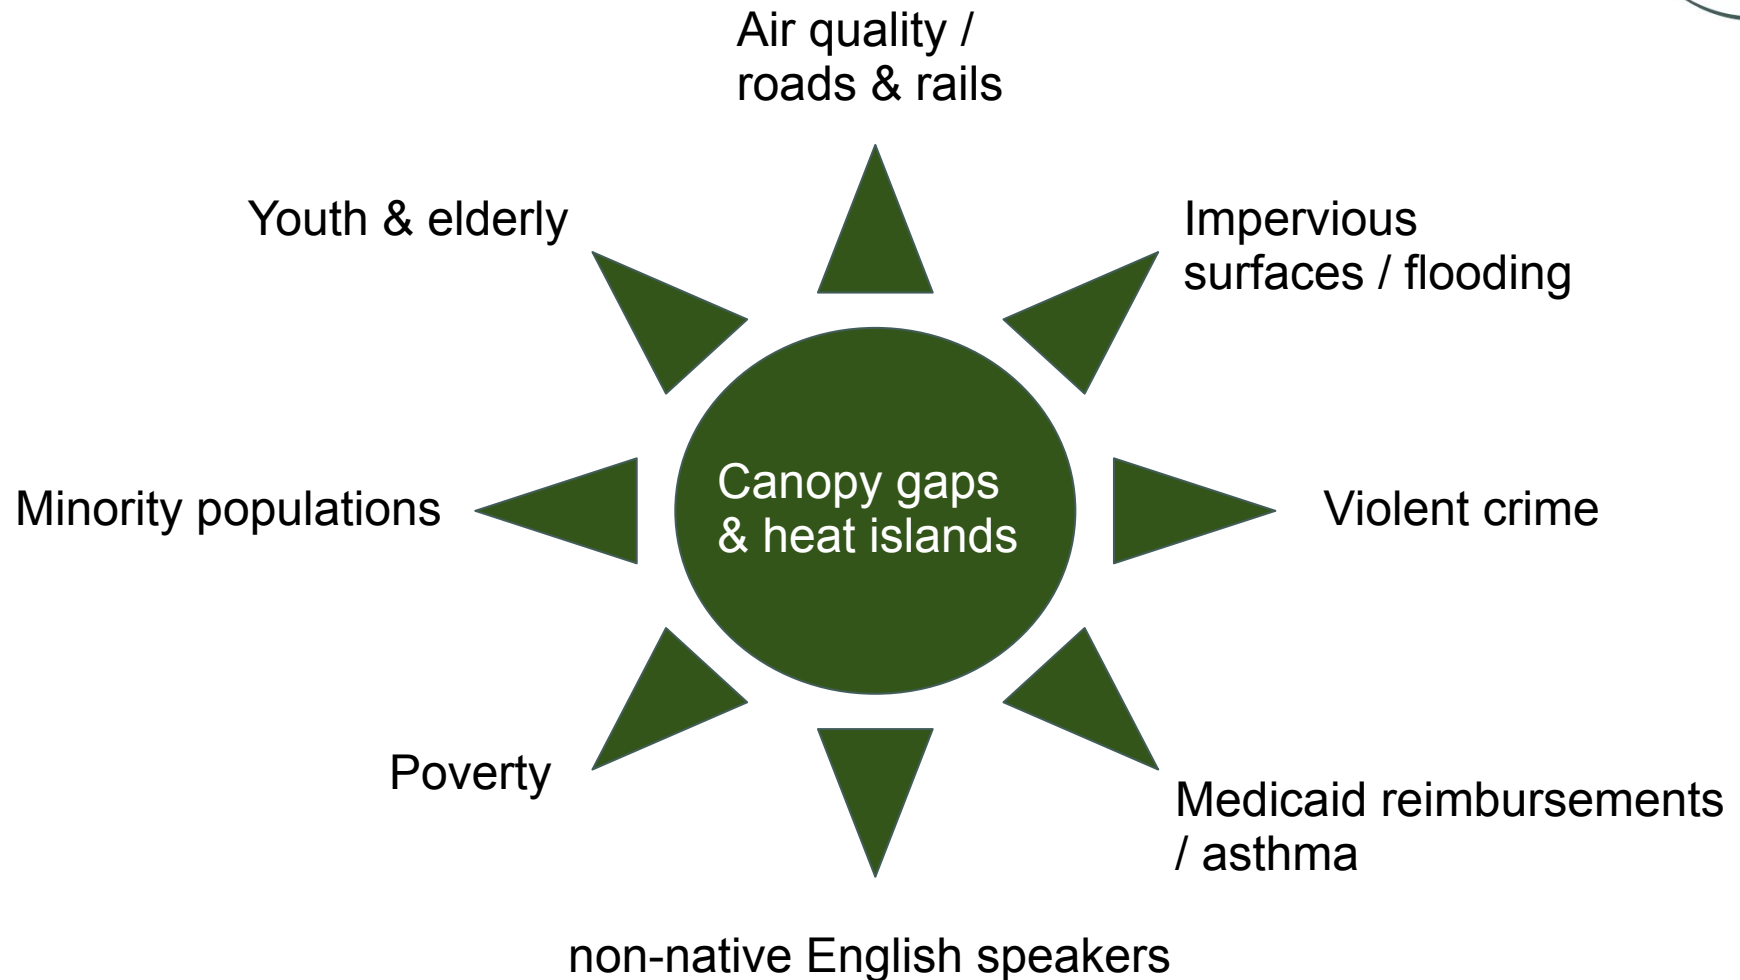 Air quality /
roads & rails
Youth & elderly
Impervious
surfaces / flooding
Minority populations
Canopy gaps
& heat islands
Violent crime
Poverty
Medicaid reimbursements
/ asthma
non-native English speakers